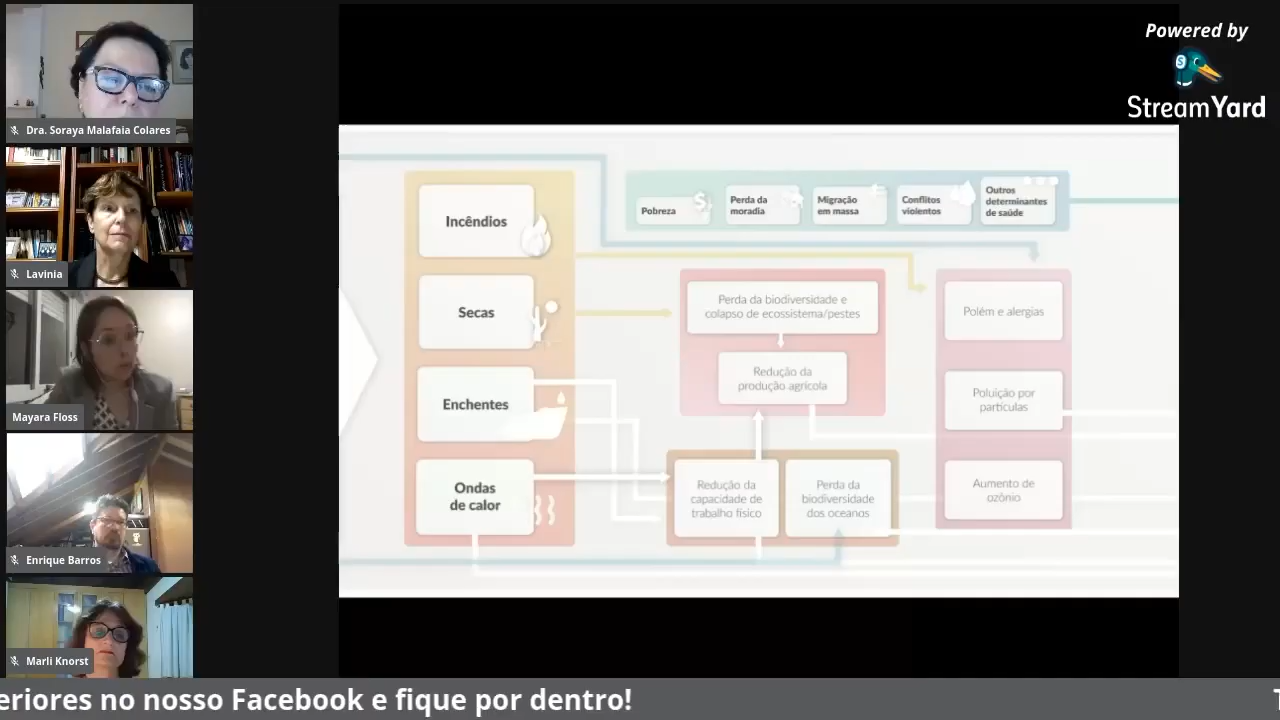 Powered by
StreamYard
Dra. Soraya Malafaia Colares
Lavinia
Mayara Floss
Enrique Barros
Marli Knorst
Incêndios
Secas
Enchentes
Ondas
de calor
Pobreza
Perda da
moradia
Migração
em massa
Conflitos
violentos
Outros
determinantes
de saúde
Perda da biodiversidade e
colapso de ecossistema/pestes
Redução da
produção agrícola
Redução da
capacidade de
trabalho físico
Perda da
biodiversidade
dos oceanos
Polém e alergias
Poluição por
partículas
Aumento de
ozônio
eriores no nosso Facebook e fique por dentro!